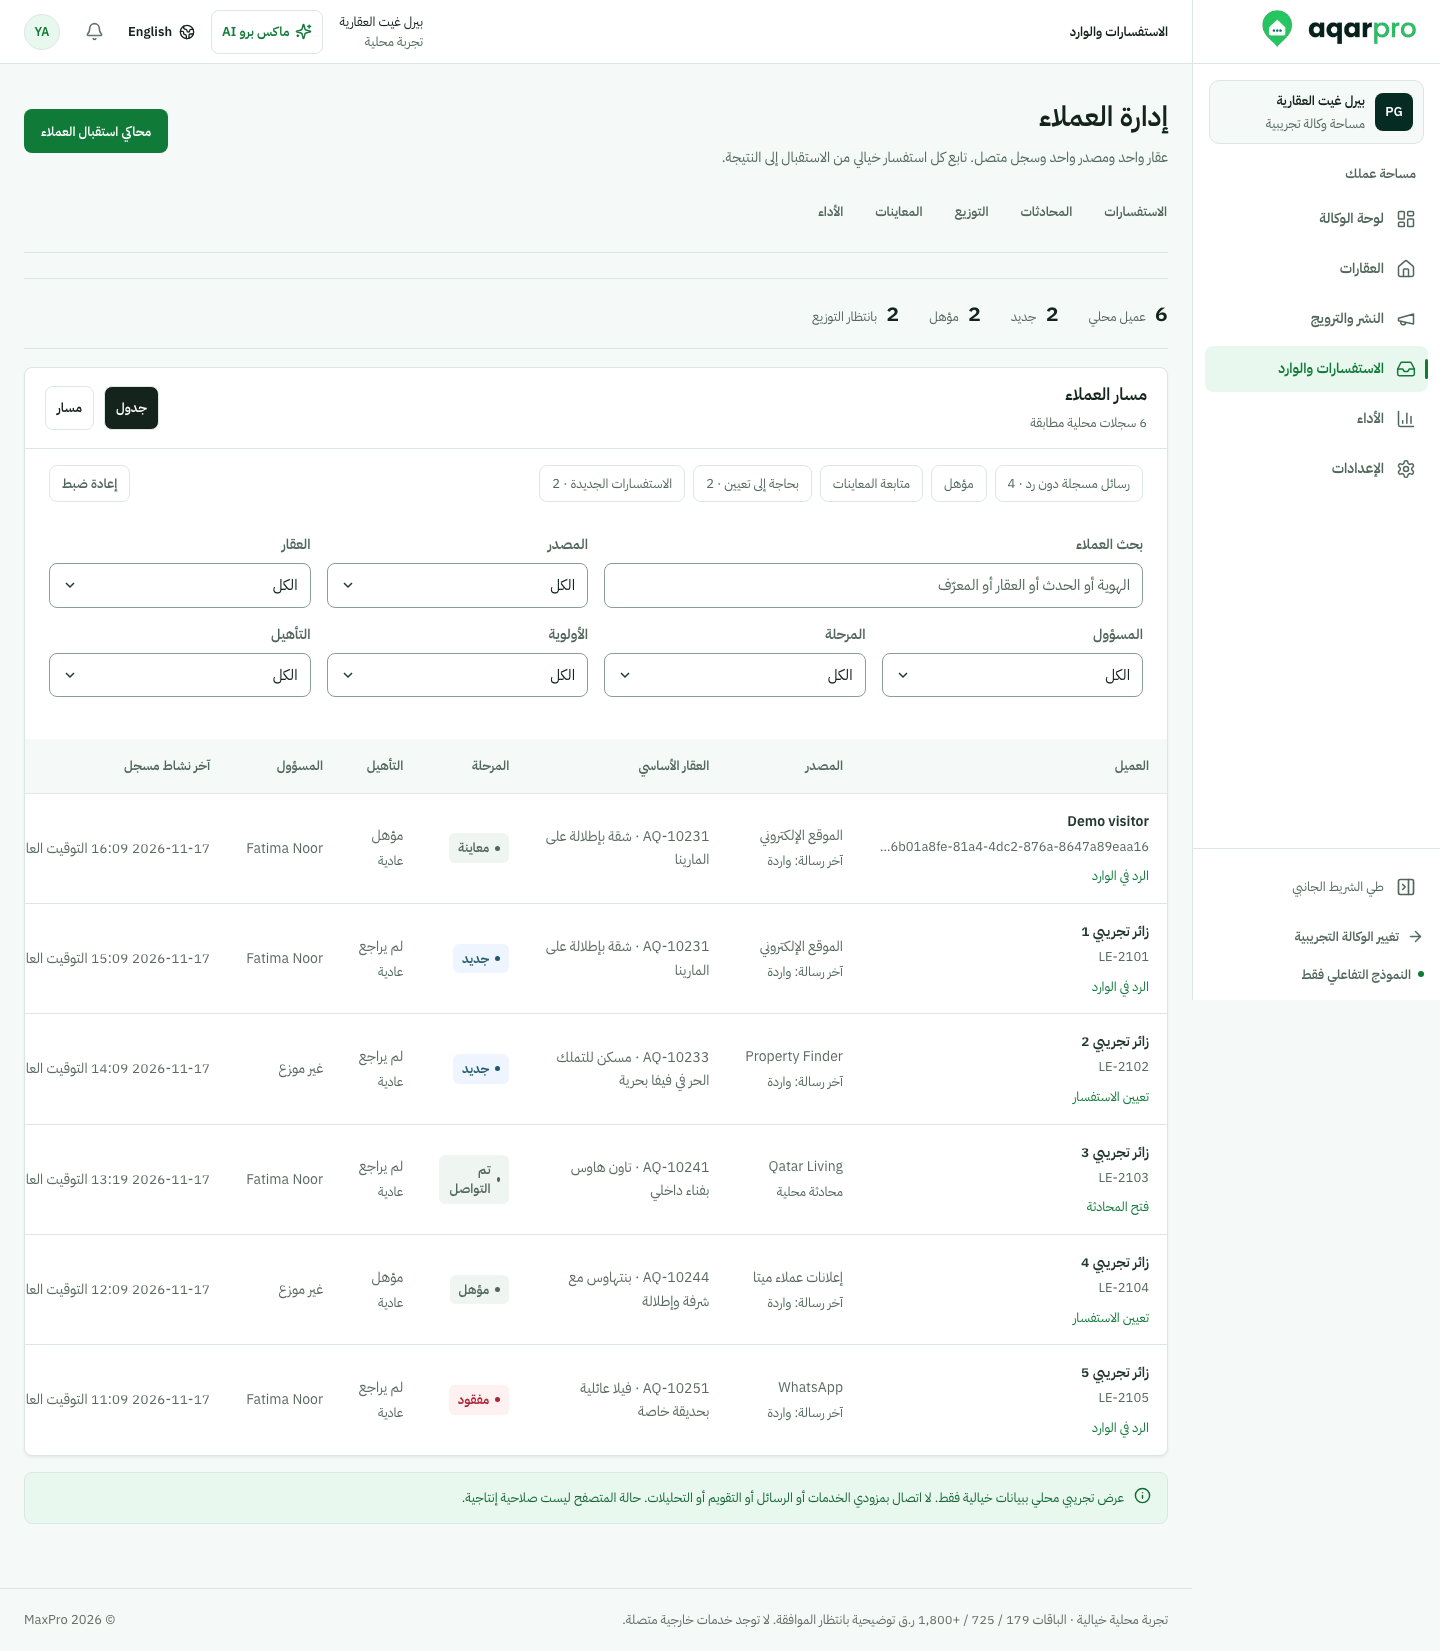 aqarpro
الاستفسارات والوارد
بيرل غيت العقارية
تجربة محلية
ماكس برو AI
English
YA
PG
بيرل غيت العقارية
مساحة وكالة تجريبية
مساحة عملك
لوحة الوكالة
العقارات
النشر والترويج
الاستفسارات والوارد
الأداء
الإعدادات
طي الشريط الجانبي
تغيير الوكالة التجريبية
النموذج التفاعلي فقط
إدارة العملاء
عقار واحد ومصدر واحد وسجل متصل. تابع كل استفسار خيالي من الاستقبال إلى النتيجة.
محاكي استقبال العملاء
الاستفسارات المحادثات التوزيع المعاينات الأداء
6 عميل محلي 2 جديد 2 مؤهل 2 بانتظار التوزيع
مسار العملاء
6 سجلات محلية مطابقة
جدول مسار
رسائل مسجلة دون رد · 4 مؤهل متابعة المعاينات بحاجة إلى تعيين · 2 الاستفسارات الجديدة · 2 إعادة ضبط
بحث العملاء المصدر العقار
الهوية أو الحدث أو العقار أو المعرّف الكل الكل
المسؤول المرحلة الأولوية التأهيل
الكل الكل الكل الكل
العميل المصدر العقار الأساسي المرحلة التأهيل المسؤول آخر نشاط مسجل
Demo visitor
6b01a8fe-81a4-4dc2-876a-8647a89eaa16…
الرد في الوارد
الموقع الإلكتروني
آخر رسالة: واردة
AQ-10231 · شقة بإطلالة على
المارينا
معاينة
مؤهل
عادية
Fatima Noor
2026-11-17 16:09 التوقيت العا
زائر تجريبي 1
LE-2101
الرد في الوارد
الموقع الإلكتروني
آخر رسالة: واردة
AQ-10231 · شقة بإطلالة على
المارينا
جديد
لم يراجع
عادية
Fatima Noor
2026-11-17 15:09 التوقيت العا
زائر تجريبي 2
LE-2102
تعيين الاستفسار
Property Finder
آخر رسالة: واردة
AQ-10233 · مسكن للتملك
الحر في فيفا بحرية
جديد
لم يراجع
عادية
غير موزع
2026-11-17 14:09 التوقيت العا
زائر تجريبي 3
LE-2103
فتح المحادثة
Qatar Living
محادثة محلية
AQ-10241 · تاون هاوس
بفناء داخلي
تم
التواصل
لم يراجع
عادية
Fatima Noor
2026-11-17 13:19 التوقيت العا
زائر تجريبي 4
LE-2104
تعيين الاستفسار
إعلانات عملاء ميتا
آخر رسالة: واردة
AQ-10244 · بنتهاوس مع
شرفة وإطلالة
مؤهل
مؤهل
عادية
غير موزع
2026-11-17 12:09 التوقيت العا
زائر تجريبي 5
LE-2105
الرد في الوارد
WhatsApp
آخر رسالة: واردة
AQ-10251 · فيلا عائلية
بحديقة خاصة
مفقود
لم يراجع
عادية
Fatima Noor
2026-11-17 11:09 التوقيت العا
عرض تجريبي محلي ببيانات خيالية فقط. لا اتصال بمزودي الخدمات أو الرسائل أو التقويم أو التحليلات. حالة المتصفح ليست صلاحية إنتاجية.
تجربة محلية خيالية · الباقات 179 / 725 / +1,800 ر.ق توضيحية بانتظار الموافقة. لا توجد خدمات خارجية متصلة.
© 2026 MaxPro